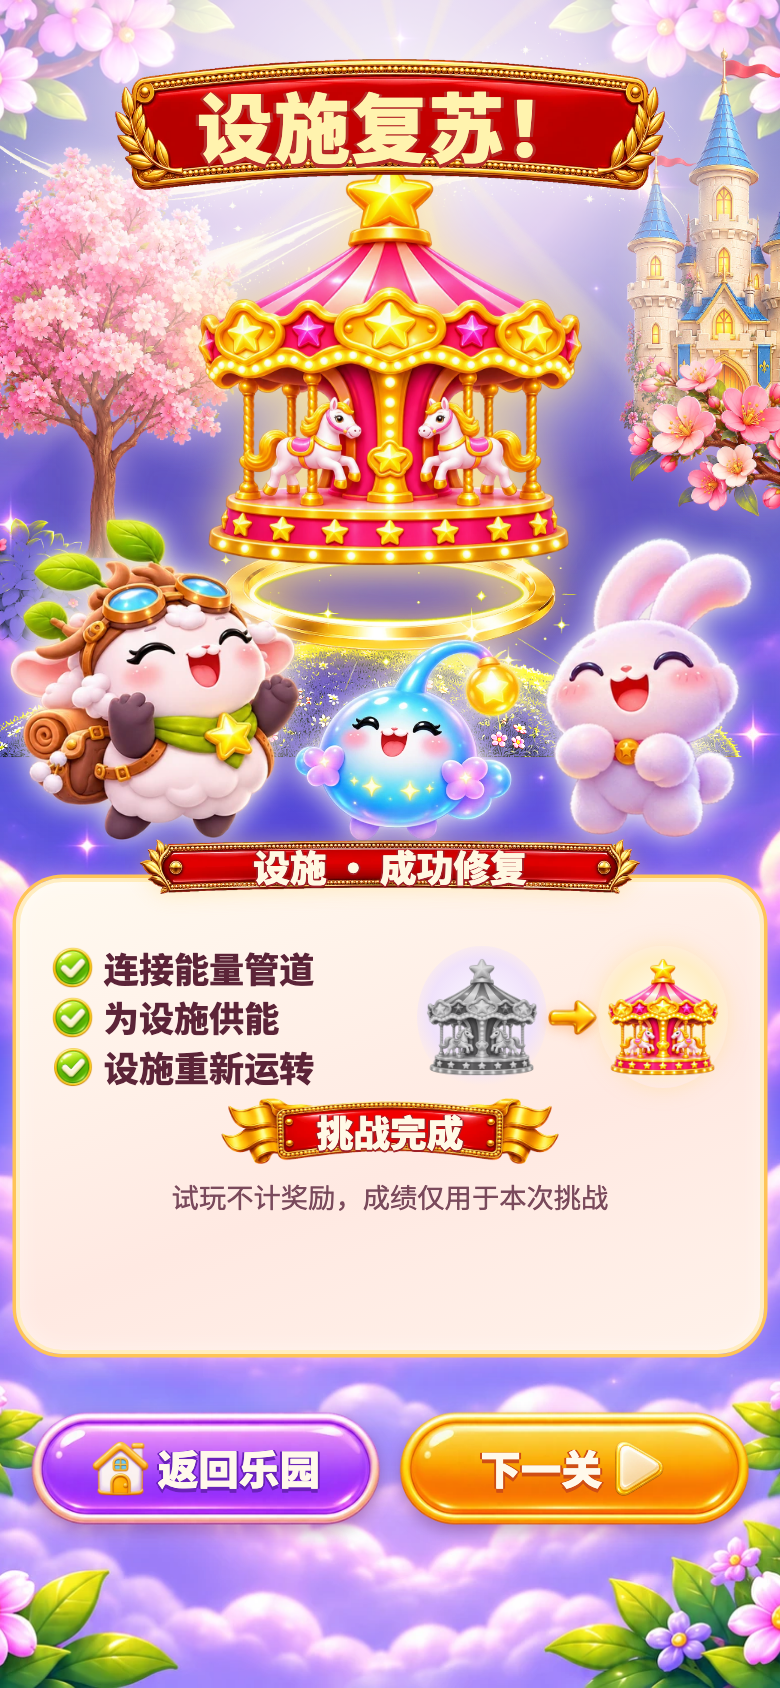 设施复苏!
设施 · 成功修复
连接能量管道
为设施供能
设施重新运转
挑战完成
试玩不计奖励，成绩仅用于本次挑战
返回乐园
下一关